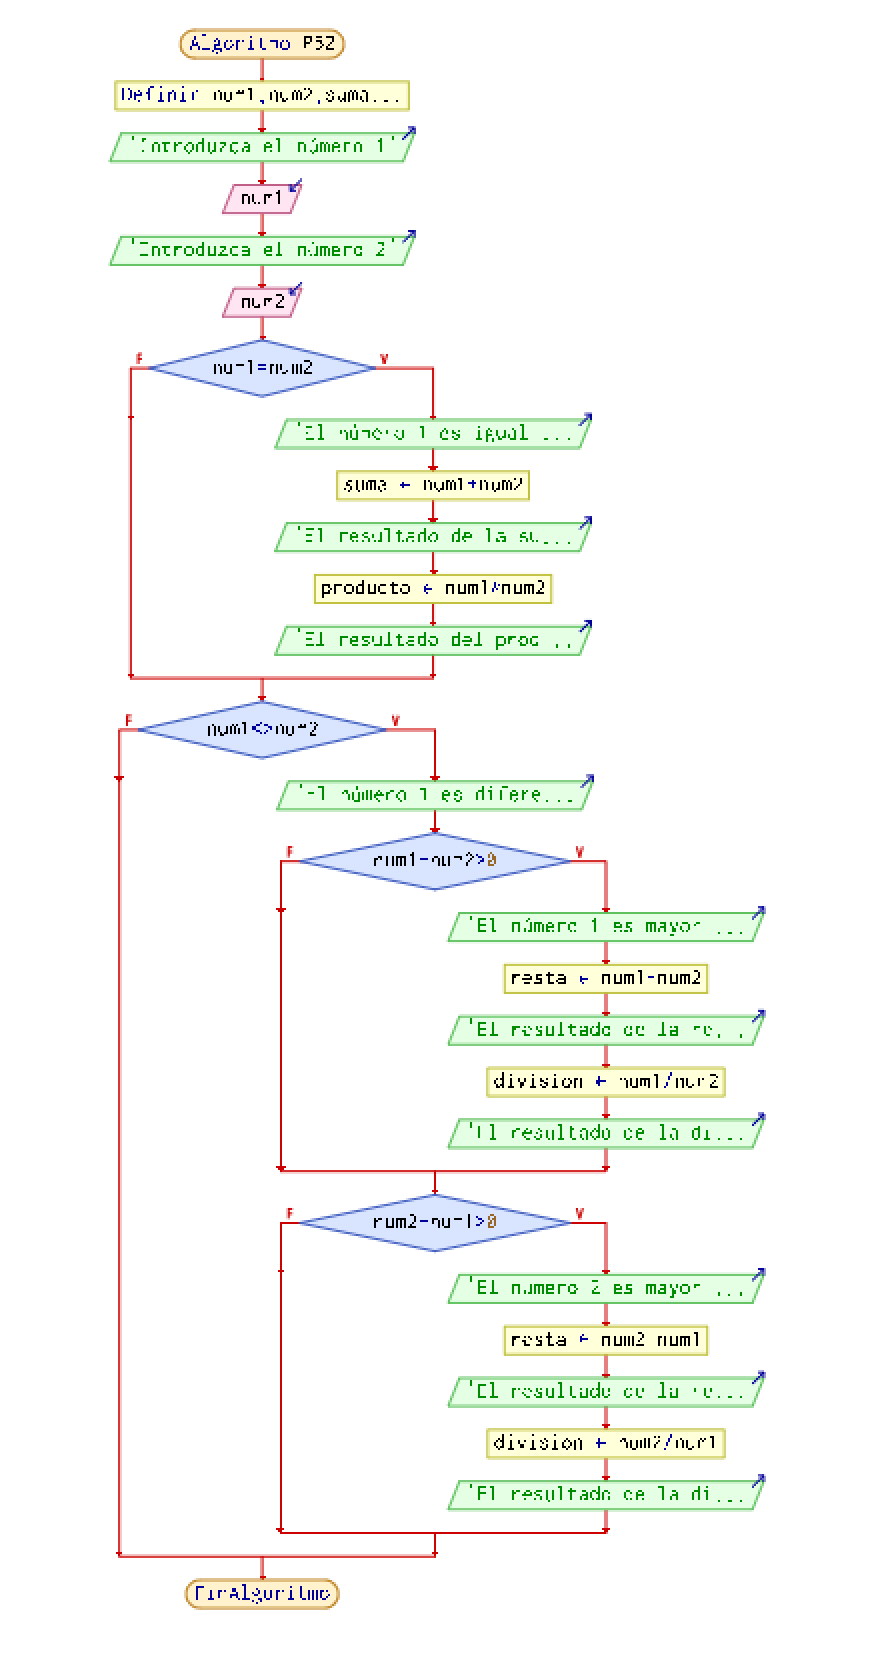 Algoritmo P32
Definir num1,num2,suma...
'Introduzca el número 1'
num1
'Introduzca el número 2'
num2
num1=num2
F
V
'El número 1 es igual ...
suma ← num1+num2
'El resultado de la su...
producto ← num1*num2
'El resultado del proc ...
num1<>num2
F
V
'El número 1 es difere...
num1-num2>0
F
V
'El número 1 es mayor ...
resta ← num1-num2
'El resultado de la re...
division ← num1/num2
'El resultado de la di...
num2-num1>0
F
V
'El número 2 es mayor ...
resta ← num2-num1
'El resultado de la re...
division ← num2/num1
'El resultado de la di...
FinAlgoritmo